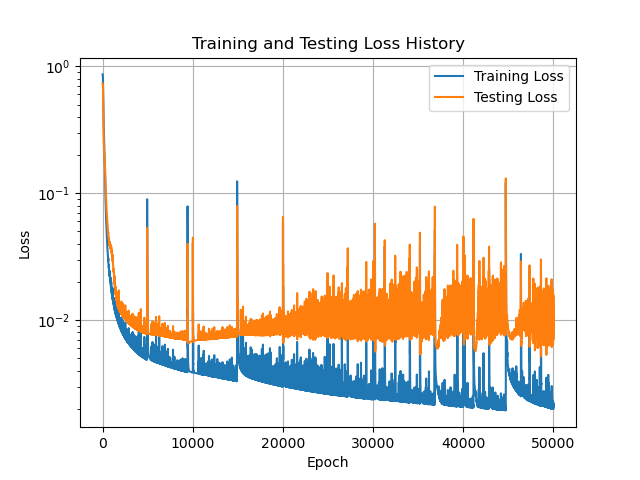 Training and Testing Loss History
Training Loss
Testing Loss
10⁰
10⁻¹
10⁻²
Loss
0 10000 20000 30000 40000 50000
Epoch